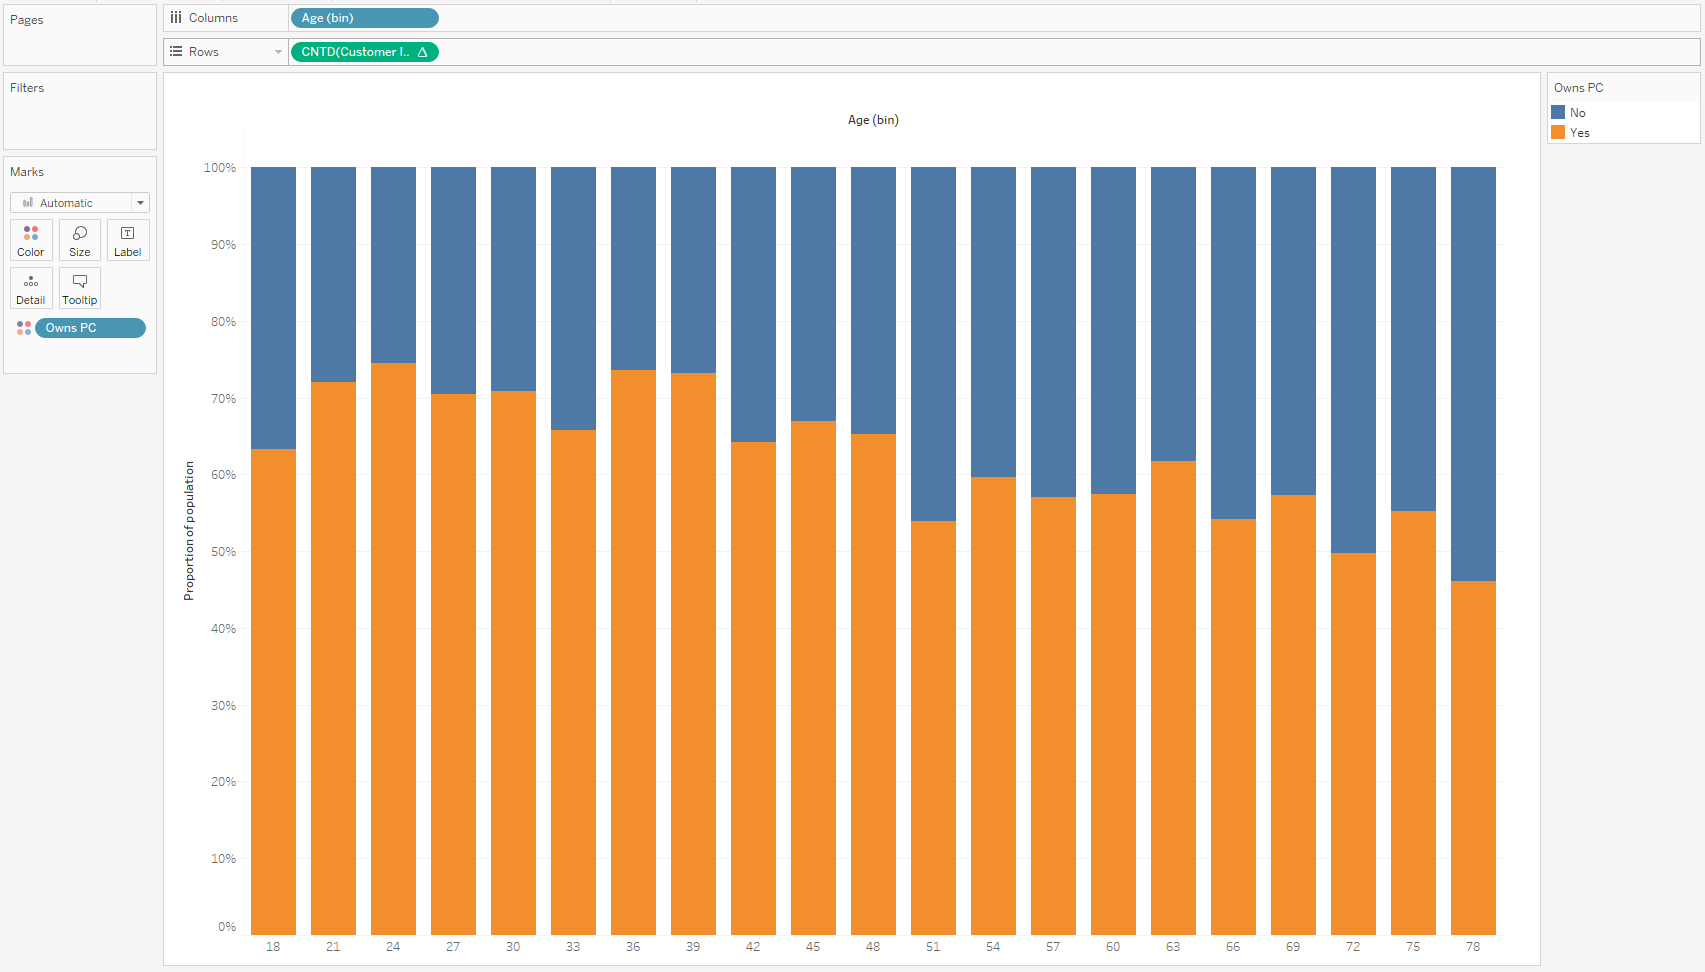 Pages
Columns
Age (bin)
Rows
CNTD(Customer I.. Δ
Filters
Marks
Automatic
Color
Size
Label
Detail
Tooltip
Owns PC
Age (bin)
Proportion of population
100%
90%
80%
70%
60%
50%
40%
30%
20%
10%
0%
18 21 24 27 30 33 36 39 42 45 48 51 54 57 60 63 66 69 72 75 78
Owns PC
No
Yes